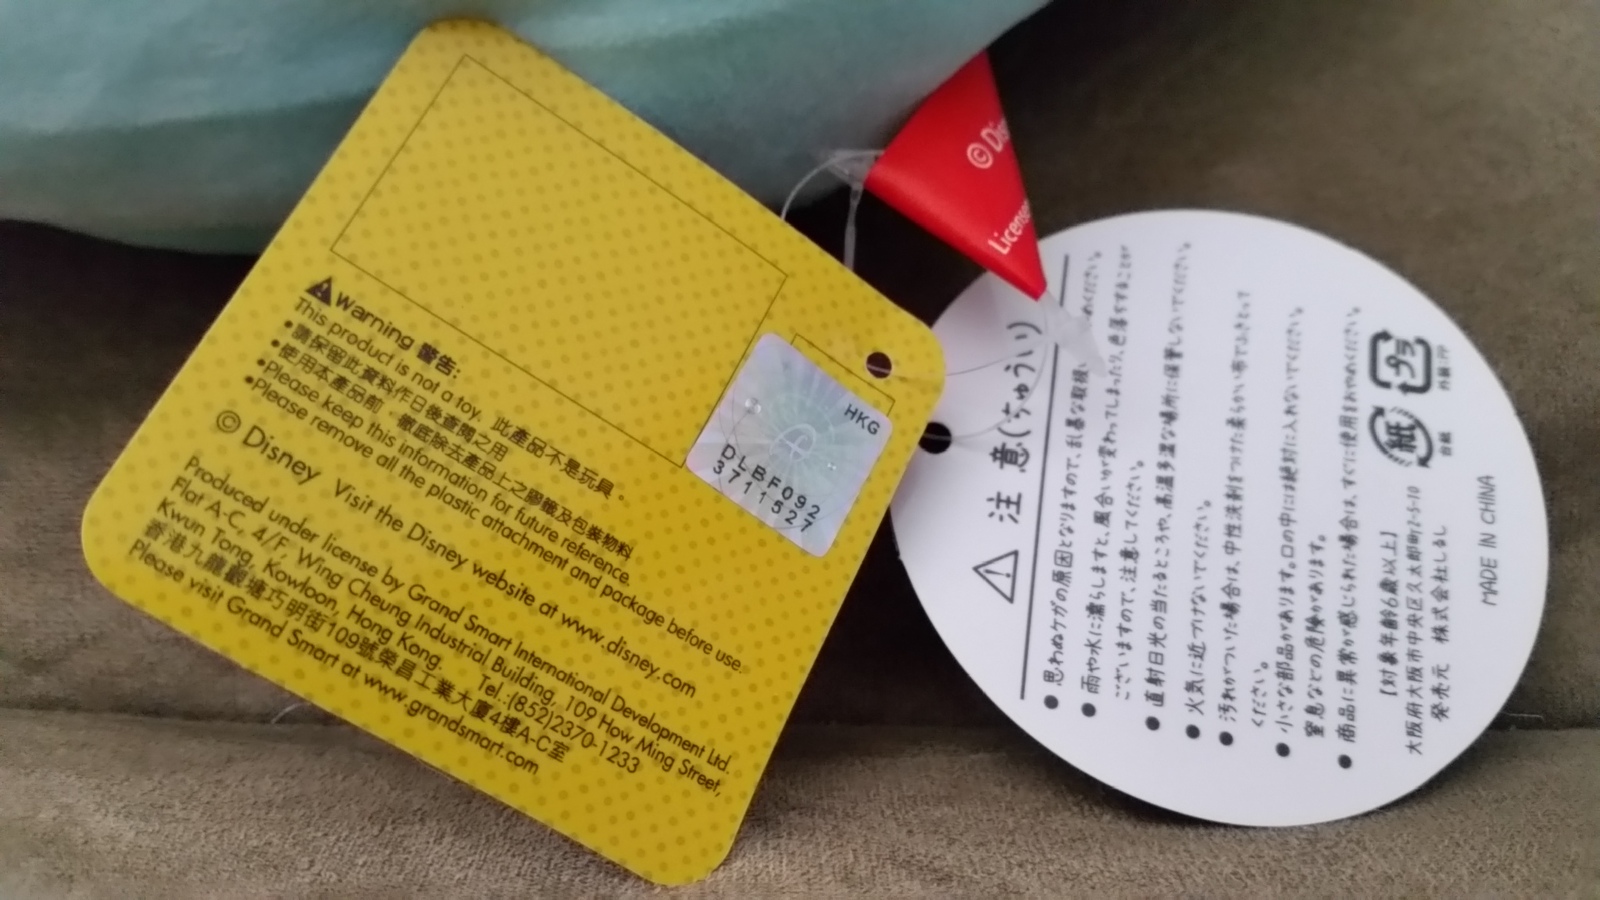 Warning 警告:
This product is not a toy. 此產品不是玩具。
•請保留此資料作日後查閱之用
•使用本產品前,徹底除去產品上之膠籤及包裝物料
•Please keep this information for future reference.
•Please remove all the plastic attachment and package before use.
© Disney Visit the Disney website at www.disney.com
Produced under license by Grand Smart International Development Ltd.
Flat A-C, 4/F, Wing Cheung Industrial Building, 109 How Ming Street,
Kwun Tong, Kowloon, Hong Kong. Tel.:(852)2370-1233
香港九龍觀塘巧明街109號榮昌工業大廈4樓A-C室
Please visit Grand Smart at www.grandsmart.com
HKG
DLBF092
3711527
©
注意(ちゅうい)
●思わぬケガの原因となりますので、乱暴な取扱
●雨や水に濡らしますと、風合いが変わってしまったり、色落ちすることが
ございますので、注意してください。
●直射日光の当たるところや、高温多湿な場所に保管しないでください。
●火気に近づけないでください。
●汚れがついた場合は、中性洗剤をつけた柔らかい布でふきとって
ください。
●小さな部品があります。口の中には絶対に入れないでください。
窒息などの危険があります。
●商品に異常が感じられた場合は、すぐに使用をおやめください。
【対象年齢6歳以上】
大阪府大阪市中央区久太郎町2-5-10
発売元 株式会社しるし
プラ
外装:PP
紙
台紙
MADE IN CHINA